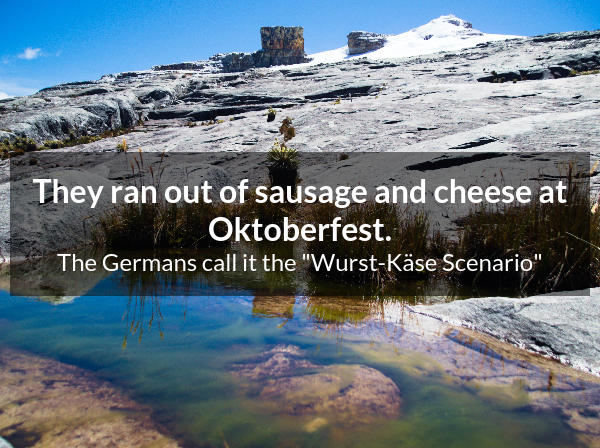 They ran out of sausage and cheese at
Oktoberfest.
The Germans call it the "Wurst-Käse Scenario"